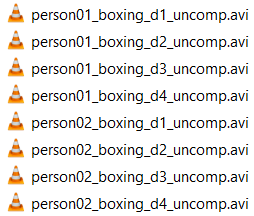 person01_boxing_d1_uncomp.avi
person01_boxing_d2_uncomp.avi
person01_boxing_d3_uncomp.avi
person01_boxing_d4_uncomp.avi
person02_boxing_d1_uncomp.avi
person02_boxing_d2_uncomp.avi
person02_boxing_d3_uncomp.avi
person02_boxing_d4_uncomp.avi